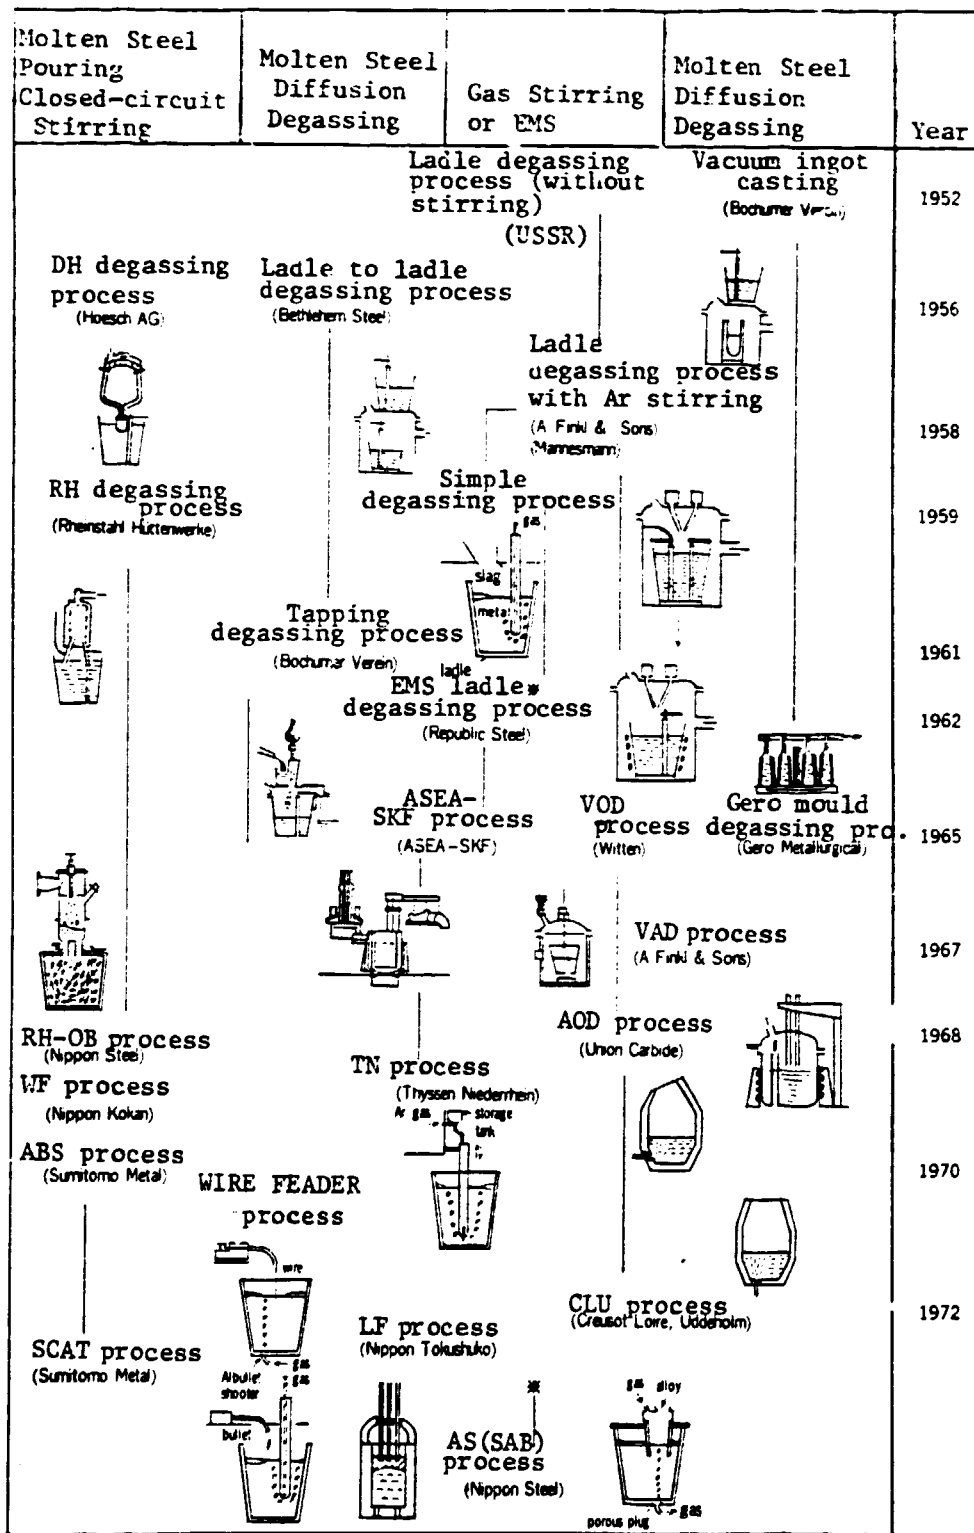 Molten Steel
Pouring
Closed-circuit
Stirring
Molten Steel
Diffusion
Degassing
Gas Stirring
or EMS
Molten Steel
Diffusion
Degassing
Year
Ladle degassing
process (without
stirring)
(USSR)
Vacuum ingot
casting
(Bochumer Verein)
1952
DH degassing
process
(Hoesch AG)
Ladle to ladle
degassing process
(Bethlehem Steel)
1956
Ladle
degassing process
with Ar stirring
(A Finkl & Sons)
(Mannesmann)
1958
RH degassing
process
(Rheinstahl Hüttenwerke)
Simple
degassing process
gas
slag
metal
ladle
1959
Tapping
degassing process
(Bochumar Verein)
1961
EMS ladle※
degassing process
(Republic Steel)
1962
ASEA-
SKF process
(ASEA-SKF)
VOD
process
(Witten)
Gero mould
degassing pro.
(Gero Metallurgical)
1965
VAD process
(A Finkl & Sons)
1967
RH-OB process
(Nippon Steel)
AOD process
(Union Carbide)
1968
WF process
(Nippon Kokan)
TN process
(Thyssen Niederrhein)
Ar gas
storage
tank
ABS process
(Sumitomo Metal)
1970
WIRE FEADER
process
wire
gas
CLU process
(Creusot Loire, Uddeholm)
1972
SCAT process
(Sumitomo Metal)
Al bullet
shooter
gas
bullet
LF process
(Nippon Tokushuko)
※
AS(SAB)
process
(Nippon Steel)
gas
alloy
gas
porous plug